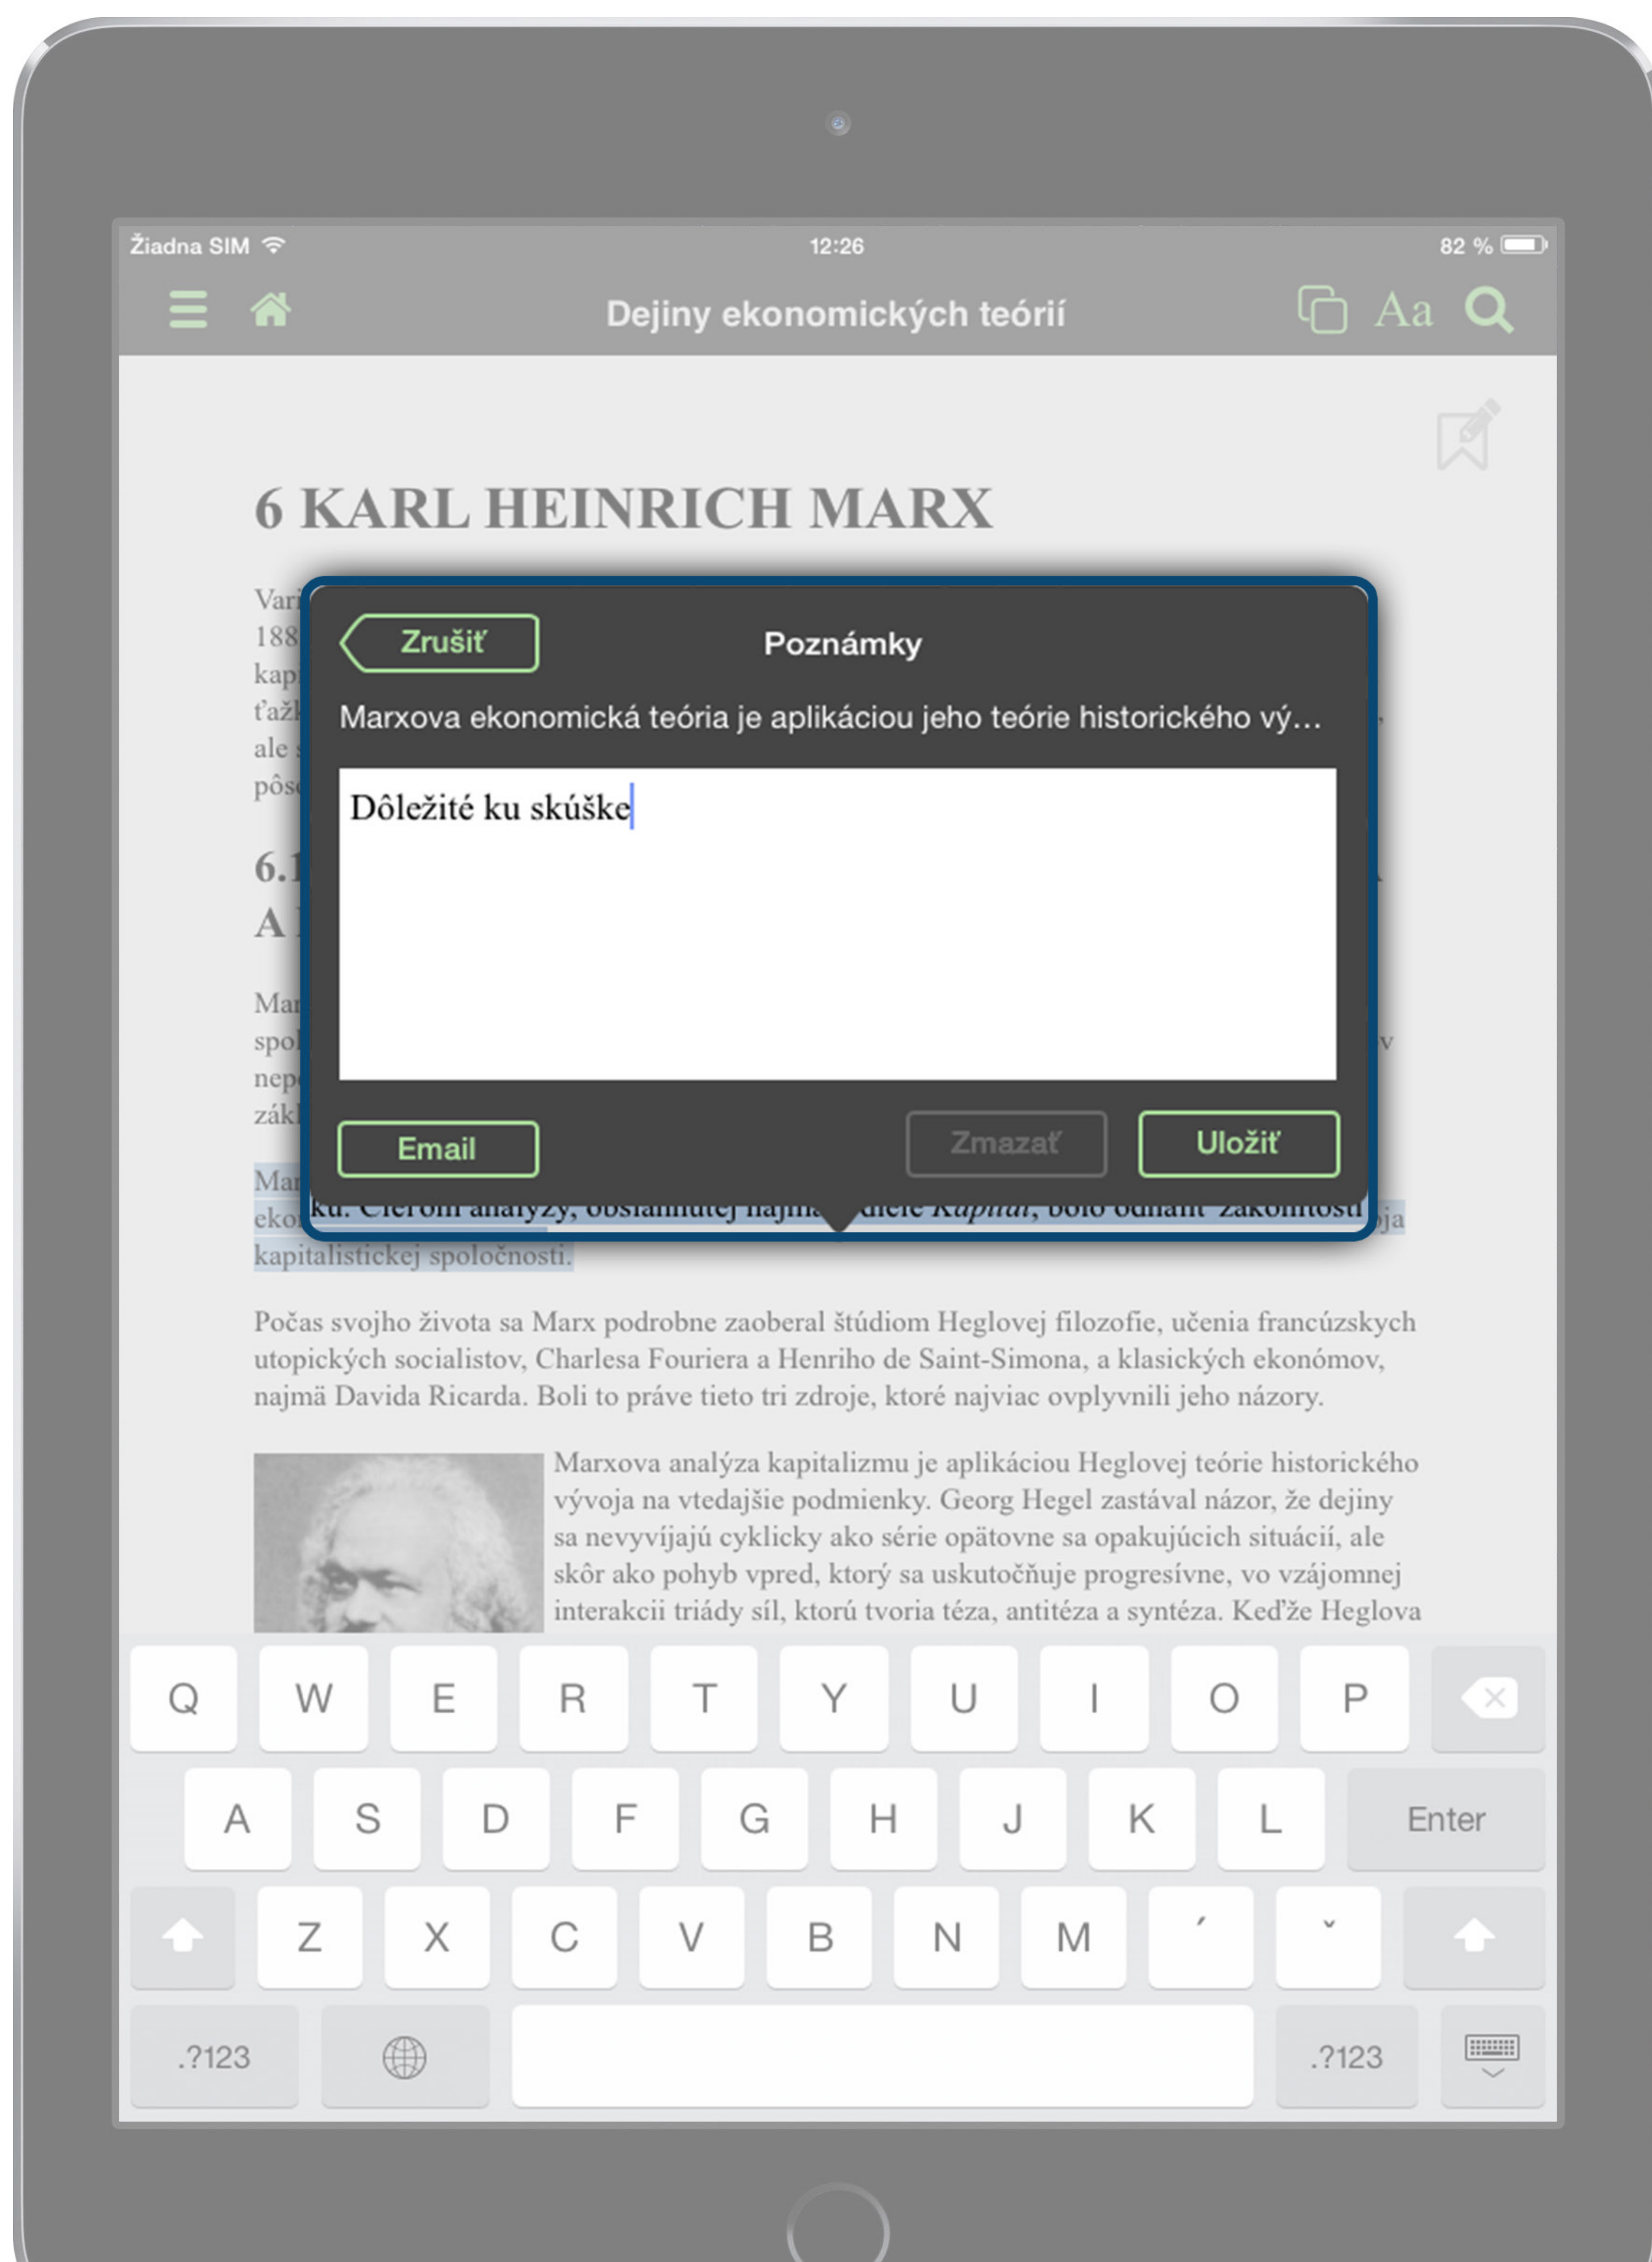 Žiadna SIM 12:26 82 %
Dejiny ekonomických teórií Aa
6 KARL HEINRICH MARX
Zrušiť Poznámky
Marxova ekonomická teória je aplikáciou jeho teórie historického vý...
Dôležité ku skúške
Email Zmazať Uložiť
analýzy, diele Kapitál, bolo odhaliť zákonitosti
kapitalistickej spoločnosti.
Počas svojho života sa Marx podrobne zaoberal štúdiom Heglovej filozofie, učenia francúzskych
utopických socialistov, Charlesa Fouriera a Henriho de Saint-Simona, a klasických ekonómov,
najmä Davida Ricarda. Boli to práve tieto tri zdroje, ktoré najviac ovplyvnili jeho názory.
Marxova analýza kapitalizmu je aplikáciou Heglovej teórie historického
vývoja na vtedajšie podmienky. Georg Hegel zastával názor, že dejiny
sa nevyvíjajú cyklicky ako série opätovne sa opakujúcich situácií, ale
skôr ako pohyb vpred, ktorý sa uskutočňuje progresívne, vo vzájomnej
interakcii triády síl, ktorú tvoria téza, antitéza a syntéza. Keďže Heglova
Q W E R T Y U I O P
A S D F G H J K L Enter
Z X C V B N M ´ ˇ
.?123 .?123